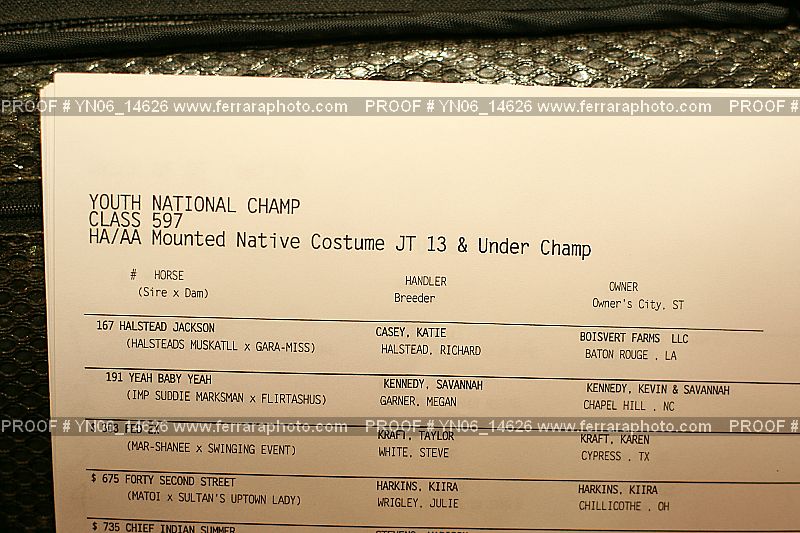 PROOF # YN06_14626 www.ferraraphoto.com PROOF # YN06_14626 www.ferraraphoto.com PROOF #
YOUTH NATIONAL CHAMP
CLASS 597
HA/AA Mounted Native Costume JT 13 & Under Champ
# HORSE HANDLER OWNER
(Sire x Dam) Breeder Owner's City, ST
167 HALSTEAD JACKSON CASEY, KATIE BOISVERT FARMS LLC
(HALSTEADS MUSKATLL x GARA-MISS) HALSTEAD, RICHARD BATON ROUGE , LA
191 YEAH BABY YEAH KENNEDY, SAVANNAH KENNEDY, KEVIN & SAVANNAH
(IMP SUDDIE MARKSMAN x FLIRTASHUS) GARNER, MEGAN CHAPEL HILL , NC
PROOF # YN06_14626 www.ferraraphoto.com PROOF # YN06_14626 www.ferraraphoto.com PROOF #
KRAFT, TAYLOR KRAFT, KAREN
(MAR-SHANEE x SWINGING EVENT) WHITE, STEVE CYPRESS , TX
$ 675 FORTY SECOND STREET HARKINS, KIIRA HARKINS, KIIRA
(MATOI x SULTAN'S UPTOWN LADY) WRIGLEY, JULIE CHILLICOTHE , OH
$ 735 CHIEF INDIAN SUMMER